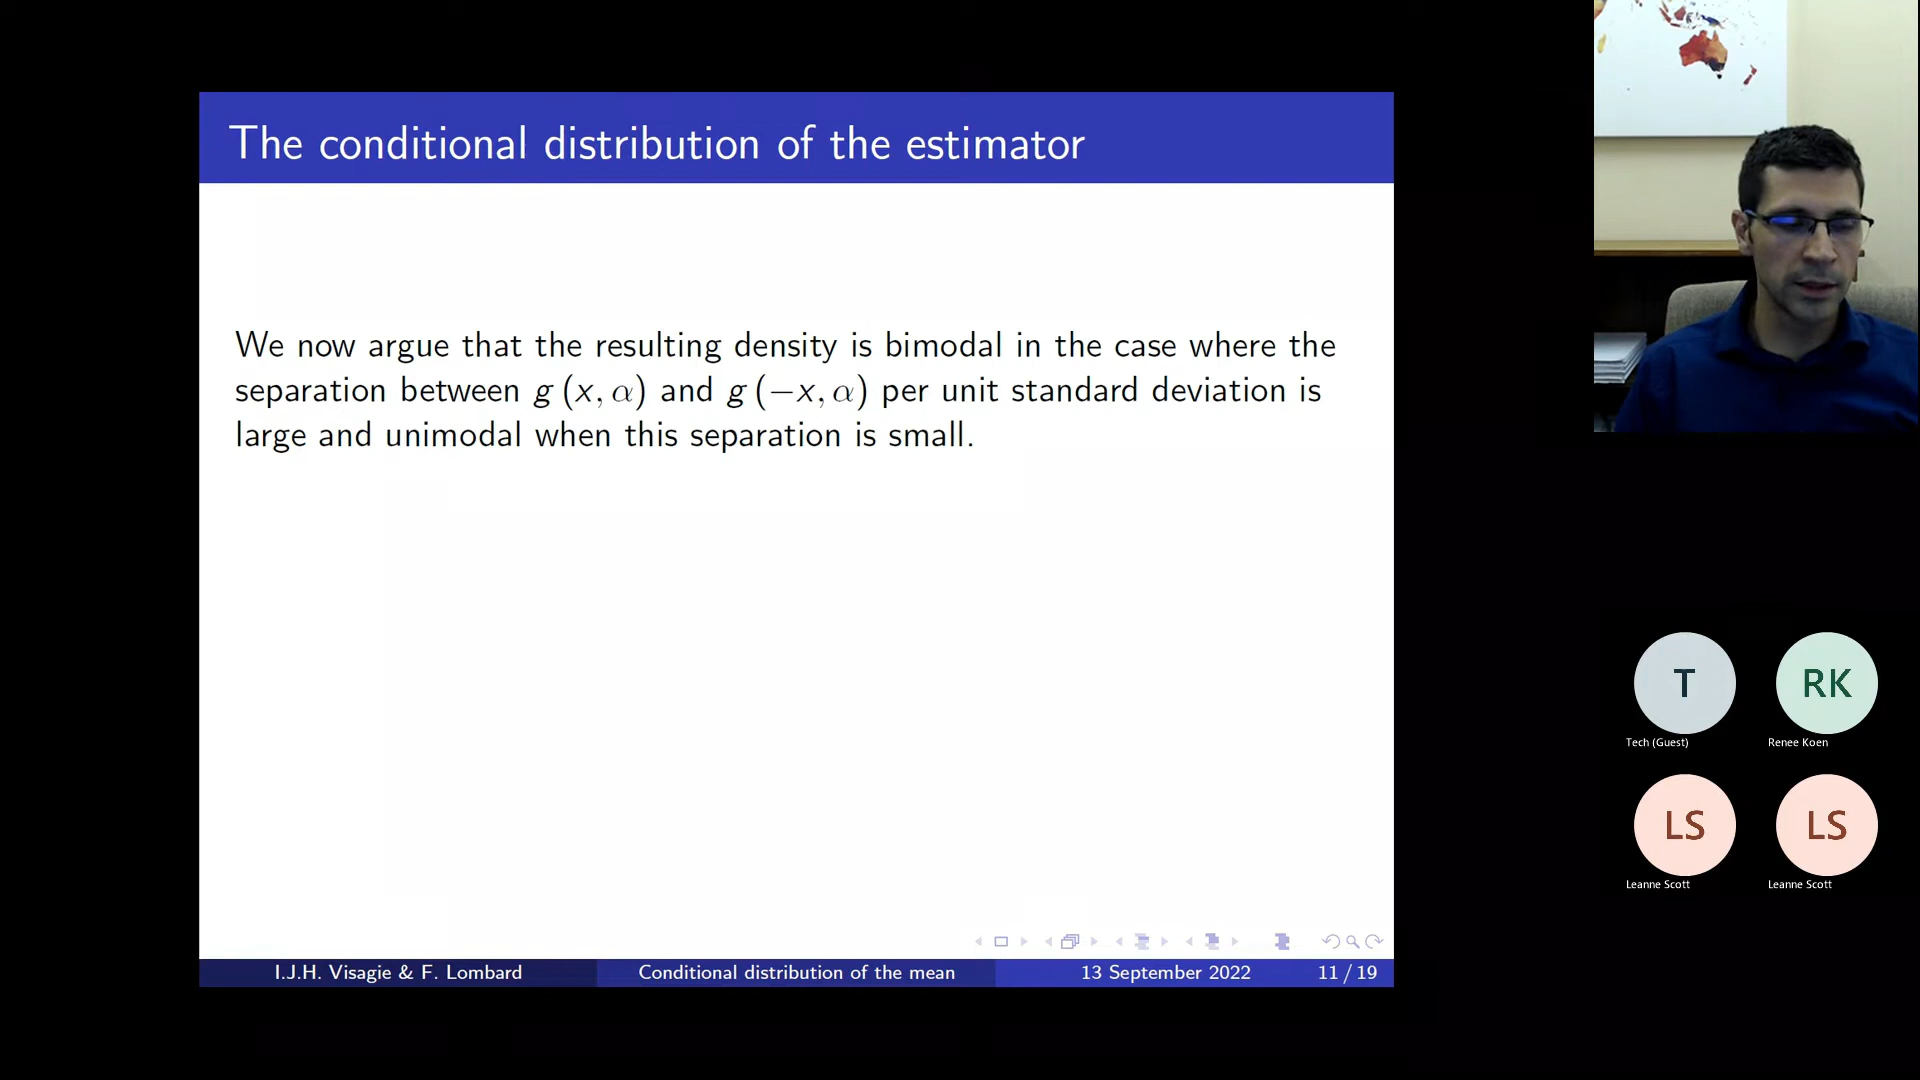 The conditional distribution of the estimator
We now argue that the resulting density is bimodal in the case where the
separation between g (x, α) and g (−x, α) per unit standard deviation is
large and unimodal when this separation is small.
I.J.H. Visagie & F. Lombard
Conditional distribution of the mean
13 September 2022
11 / 19
T
RK
Tech (Guest)
Renee Koen
LS
LS
Leanne Scott
Leanne Scott